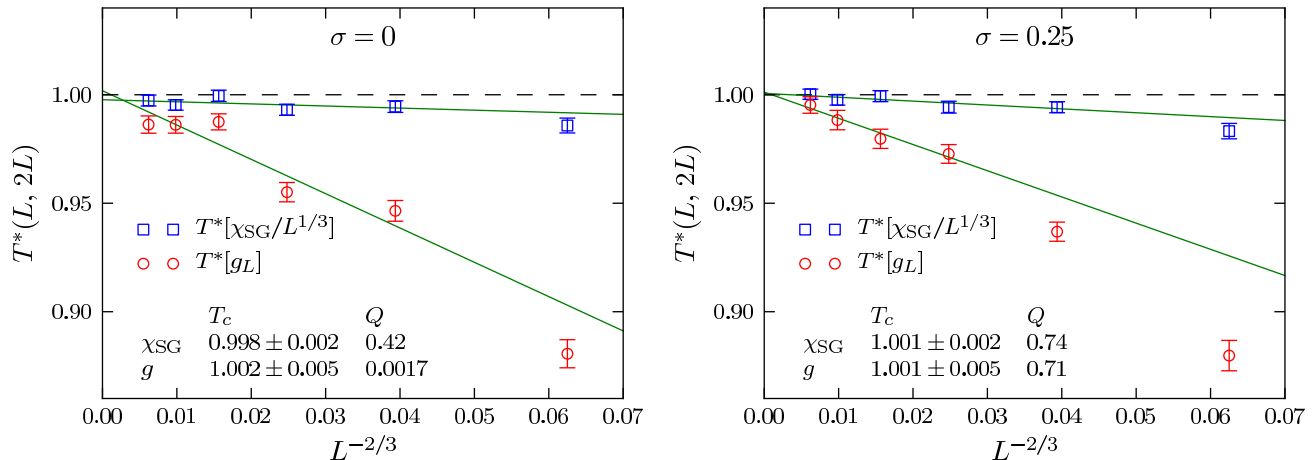 σ = 0
T*(L, 2L)
1.00
0.95
0.90
T*[χSG/L^{1/3}]
T*[g_L]
T_c Q
χSG 0.998 ± 0.002 0.42
g 1.002 ± 0.005 0.0017
0.00 0.01 0.02 0.03 0.04 0.05 0.06 0.07
L^{−2/3}
σ = 0.25
T*(L, 2L)
1.00
0.95
0.90
T*[χSG/L^{1/3}]
T*[g_L]
T_c Q
χSG 1.001 ± 0.002 0.74
g 1.001 ± 0.005 0.71
0.00 0.01 0.02 0.03 0.04 0.05 0.06 0.07
L^{−2/3}